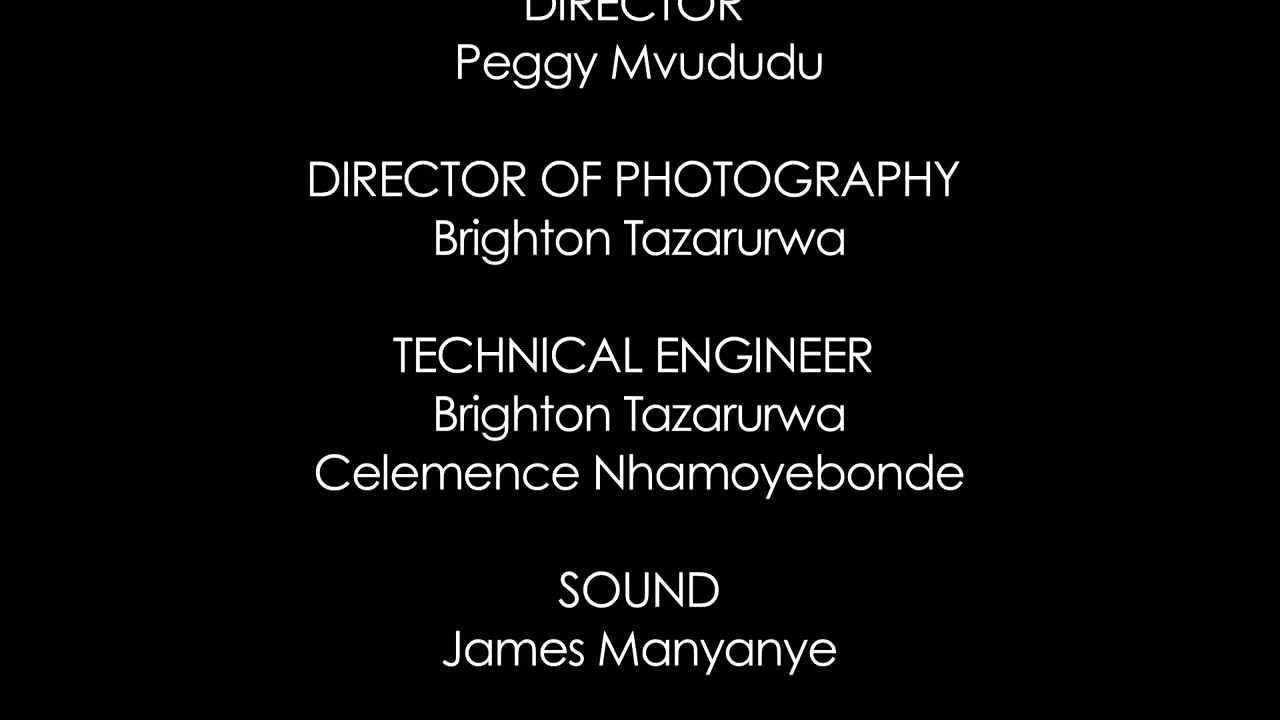 DIRECTOR
Peggy Mvududu
DIRECTOR OF PHOTOGRAPHY
Brighton Tazarurwa
TECHNICAL ENGINEER
Brighton Tazarurwa
Celemence Nhamoyebonde
SOUND
James Manyanye